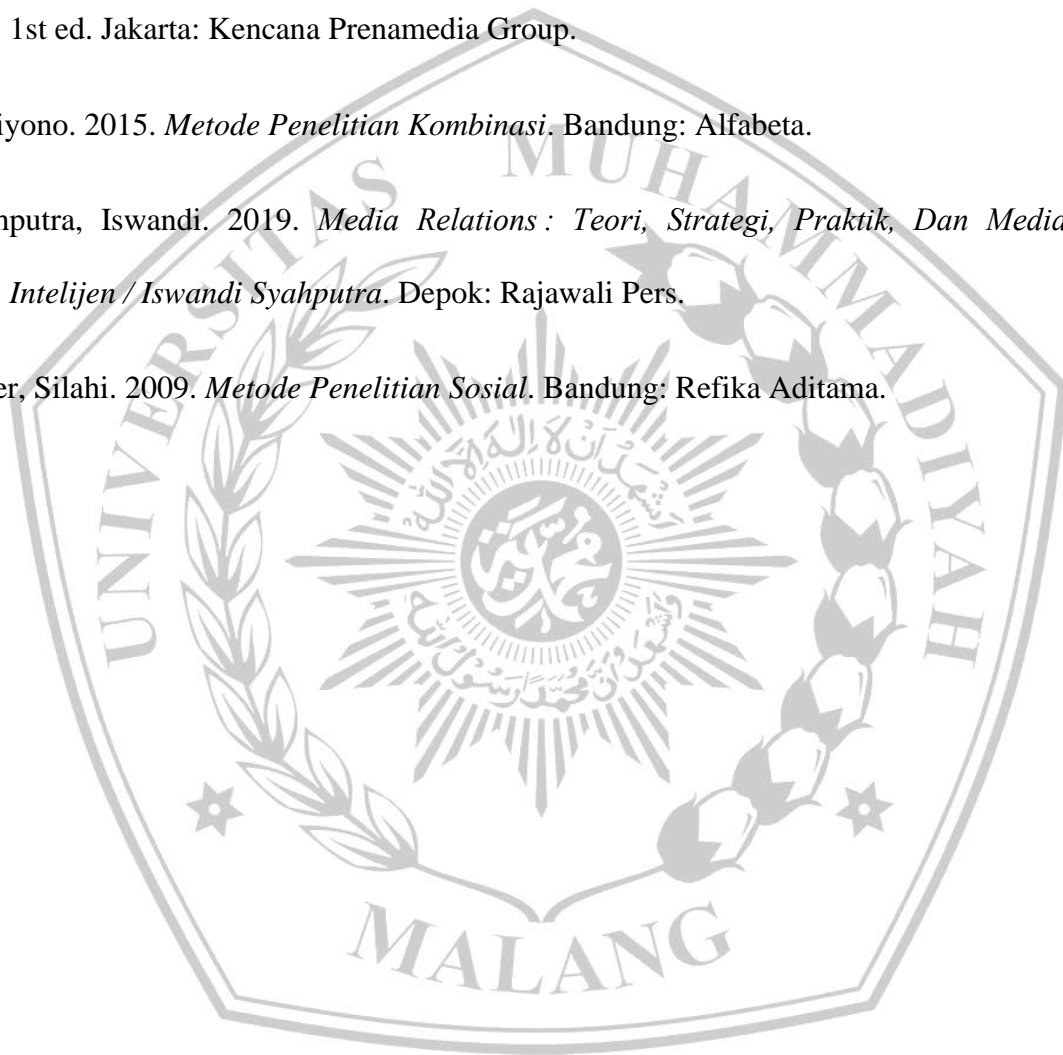 1st ed. Jakarta: Kencana Prenamedia Group.
iyono. 2015. Metode Penelitian Kombinasi. Bandung: Alfabeta.
hputra, Iswandi. 2019. Media Relations : Teori, Strategi, Praktik, Dan Media
Intelijen / Iswandi Syahputra. Depok: Rajawali Pers.
er, Silahi. 2009. Metode Penelitian Sosial. Bandung: Refika Aditama.
UNIVERSITAS MUHAMMADIYAH
MALANG